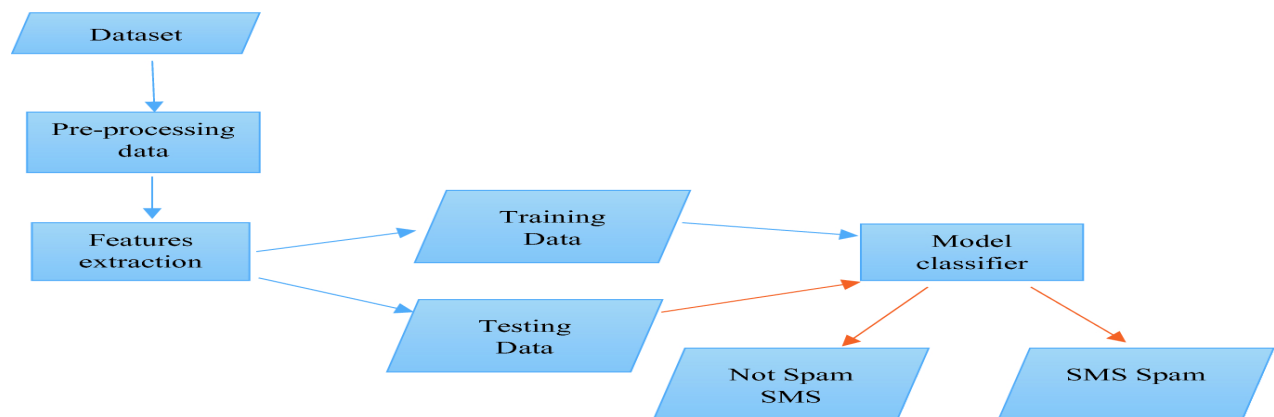 Dataset
Pre-processing
data
Features
extraction
Training
Data
Testing
Data
Model
classifier
Not Spam
SMS
SMS Spam